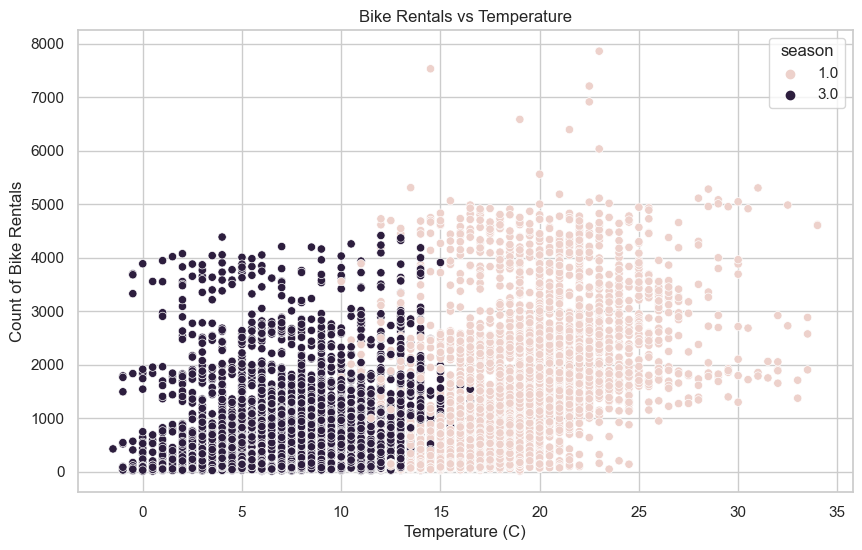 Bike Rentals vs Temperature
season
1.0
3.0
Count of Bike Rentals
8000
7000
6000
5000
4000
3000
2000
1000
0
0 5 10 15 20 25 30 35
Temperature (C)